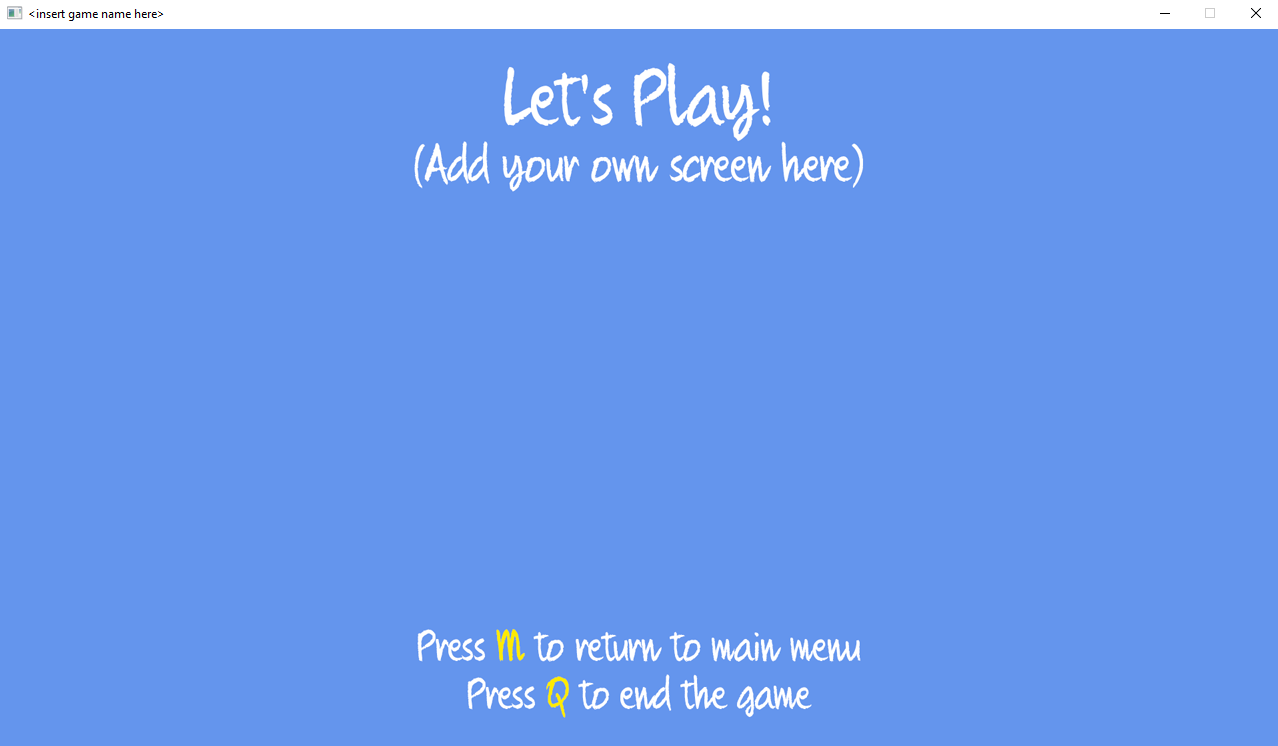 <insert game name here>
Let's Play!
(Add your own screen here)
Press M to return to main menu
Press Q to end the game